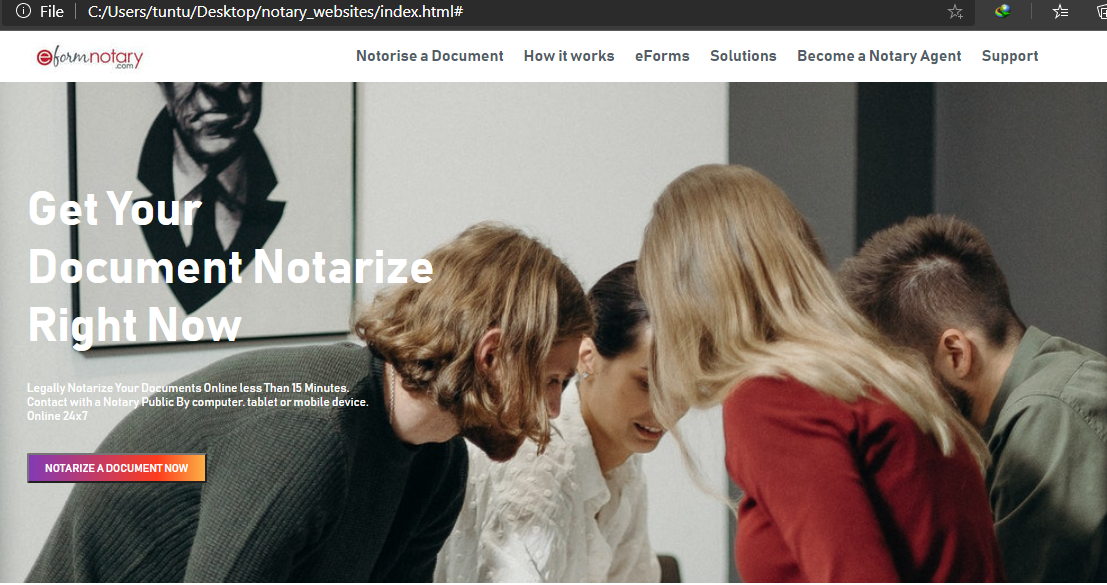 File C:/Users/tuntu/Desktop/notary_websites/index.html#
eformnotary
.com
Notorise a Document How it works eForms Solutions Become a Notary Agent Support
Get Your
Document Notarize
Right Now
Legally Notarize Your Documents Online less Than 15 Minutes.
Contact with a Notary Public By computer. tablet or mobile device.
Online 24x7
NOTARIZE A DOCUMENT NOW